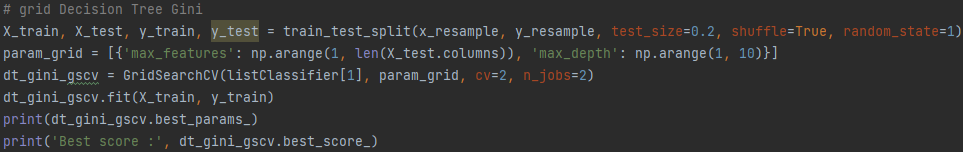 # grid Decision Tree Gini
X_train, X_test, y_train, y_test = train_test_split(x_resample, y_resample, test_size=0.2, shuffle=True, random_state=1)
param_grid = [{'max_features': np.arange(1, len(X_test.columns)), 'max_depth': np.arange(1, 10)}]
dt_gini_gscv = GridSearchCV(listClassifier[1], param_grid, cv=2, n_jobs=2)
dt_gini_gscv.fit(X_train, y_train)
print(dt_gini_gscv.best_params_)
print('Best score :', dt_gini_gscv.best_score_)